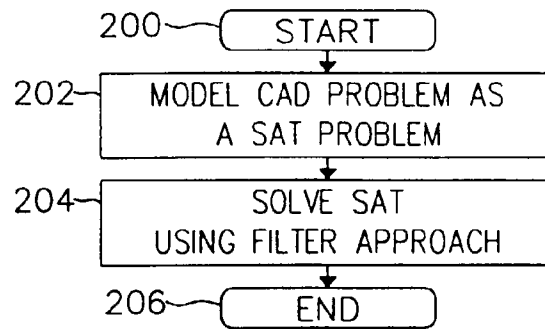 200 START
202 MODEL CAD PROBLEM AS
A SAT PROBLEM
204 SOLVE SAT
USING FILTER APPROACH
206 END